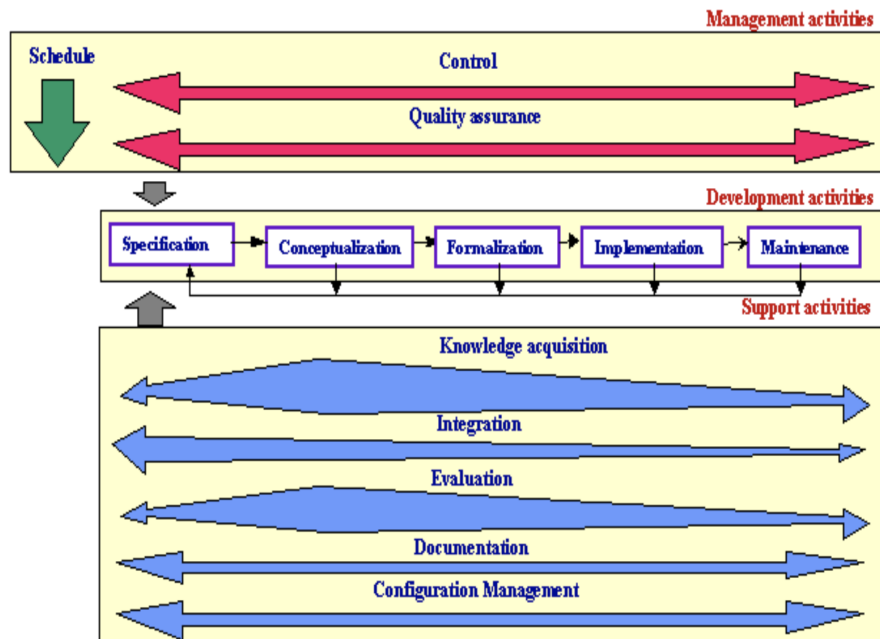 Management activities
Schedule
Control
Quality assurance
Development activities
Specification
Conceptualization
Formalization
Implementation
Maintenance
Support activities
Knowledge acquisition
Integration
Evaluation
Documentation
Configuration Management